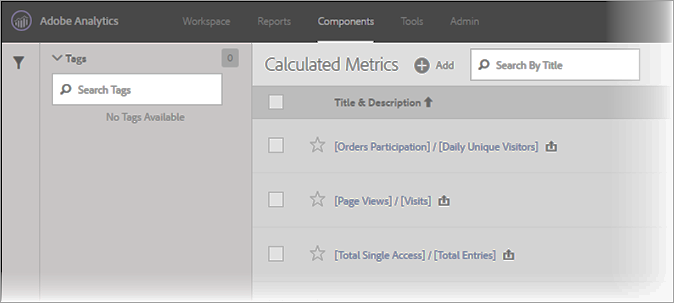 Adobe Analytics Workspace Reports Components Tools Admin
Tags 0
Search Tags
No Tags Available
Calculated Metrics Add Search By Title
Title & Description
[Orders Participation] / [Daily Unique Visitors]
[Page Views] / [Visits]
[Total Single Access] / [Total Entries]